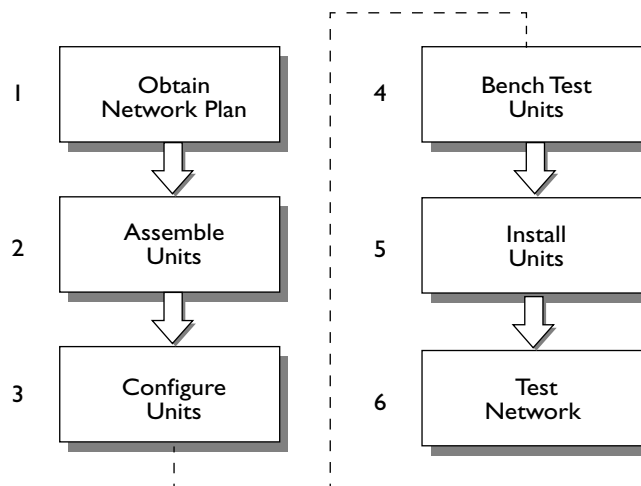 1
Obtain
Network Plan
2
Assemble
Units
3
Configure
Units
4
Bench Test
Units
5
Install
Units
6
Test
Network